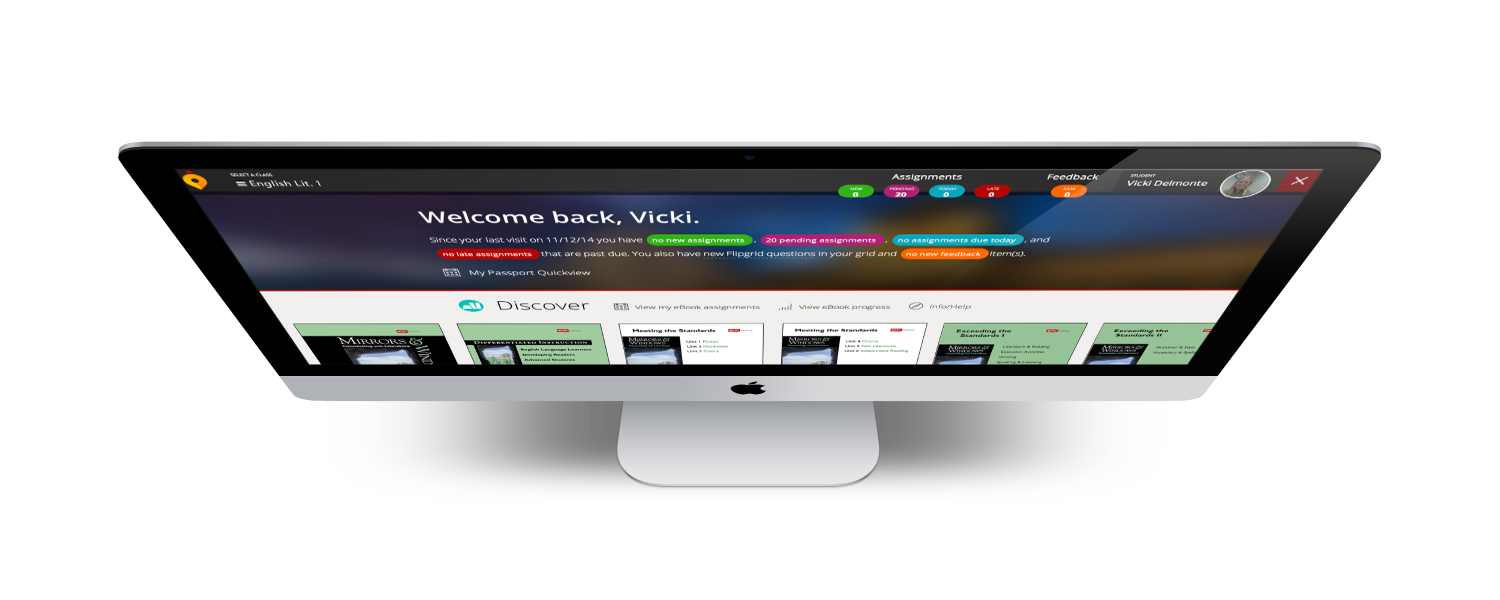 SELECT A CLASS
English Lit. 1
Assignments
NEW
0
PENDING
20
TODAY
0
LATE
0
Feedback
NEW
0
STUDENT
Vicki Delmonte
Welcome back, Vicki.
Since your last visit on 11/12/14 you have no new assignments , 20 pending assignments , no assignments due today , and
no late assignments that are past due. You also have new Flipgrid questions in your grid and no new feedback item(s).
My Passport Quickview
Discover
View my eBook assignments
View eBook progress
Info/Help
MIRRORS &
Connecting with Literature
DIFFERENTIATED INSTRUCTION
English Language Learners
Developing Readers
Advanced Students
Meeting the Standards
Unit 1 Fiction
Unit 2 Nonfiction
Unit 3 Poetry
MIRRORS &
WINDOWS
Meeting the Standards
Unit 4 Drama
Unit 5 Folk Literature
Unit 6 Independent Reading
MIRRORS &
WINDOWS
Exceeding the
Standards I
Literature & Reading
Extension Activities
Writing
Speaking & Listening
MIRRORS &
Exceeding the
Standards II
Grammar & Style
Vocabulary & Spelling
MIRRORS &